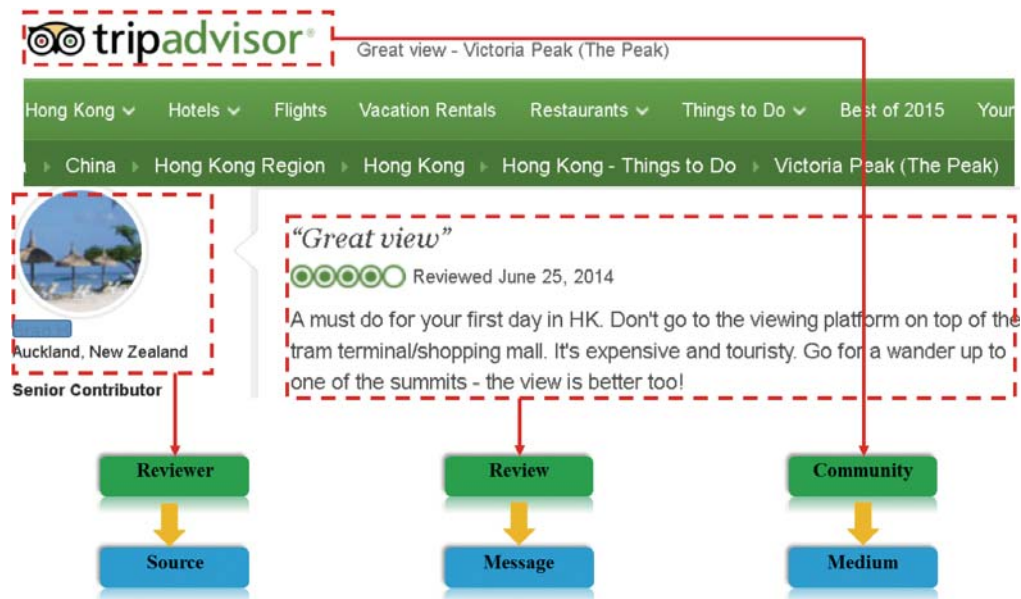 tripadvisor®
Great view - Victoria Peak (The Peak)
Hong Kong Hotels Flights Vacation Rentals Restaurants Things to Do Best of 2015 Your
China Hong Kong Region Hong Kong Hong Kong - Things to Do Victoria Peak (The Peak)
“Great view”
Reviewed June 25, 2014
A must do for your first day in HK. Don't go to the viewing platform on top of the
tram terminal/shopping mall. It's expensive and touristy. Go for a wander up to
one of the summits - the view is better too!
Auckland, New Zealand
Senior Contributor
Reviewer Review Community
Source Message Medium